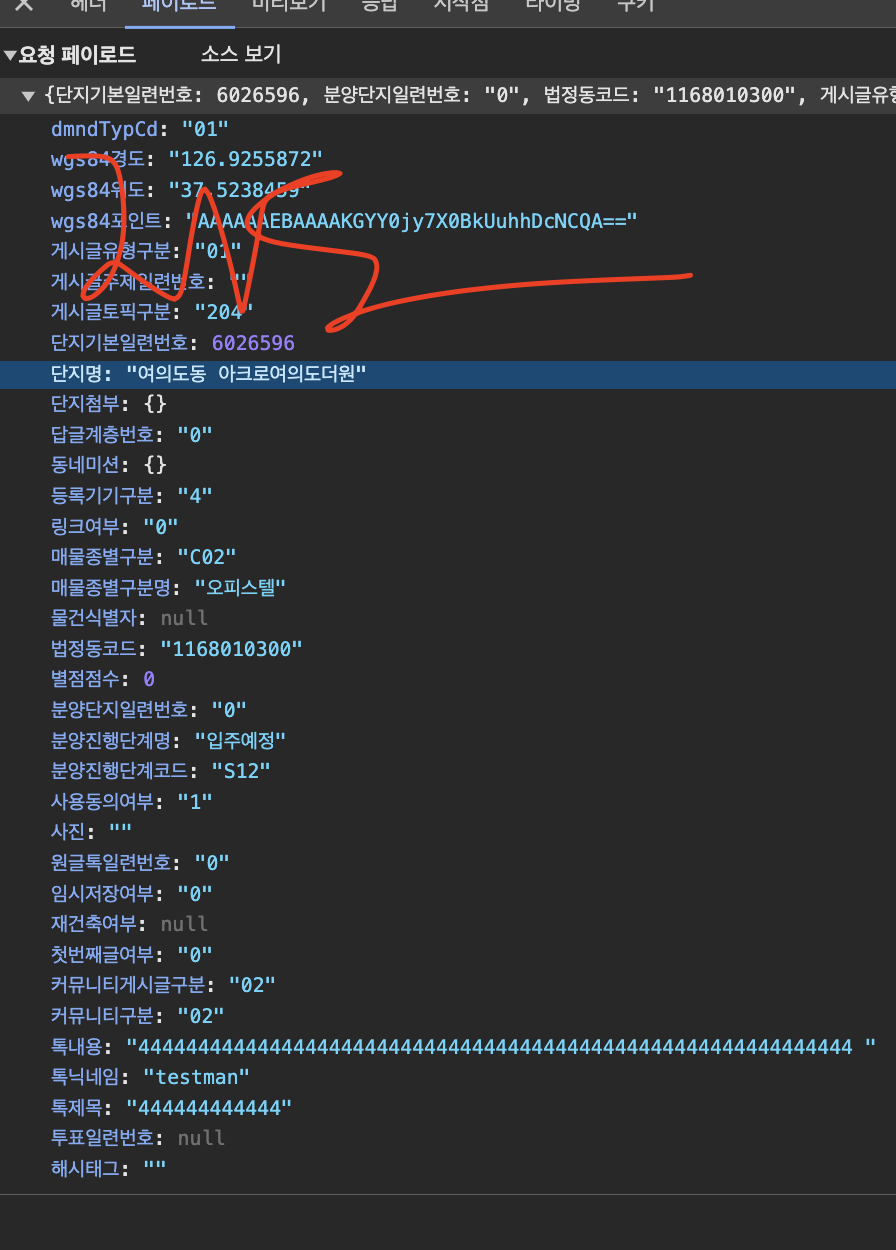 헤더 페이로드 미리보기 응답 시작점 타이밍 쿠키
▼요청 페이로드 소스 보기
▼ {단지기본일련번호: 6026596, 분양단지일련번호: "0", 법정동코드: "1168010300", 게시글유형
dmndTypCd: "01"
wgs84경도: "126.9255872"
wgs84위도: "37.5238459"
wgs84포인트: "AAAAAAEBAAAAKGYY0jy7X0BkUuhhDcNCQA=="
게시글유형구분: "01"
게시글주제일련번호: ""
게시글토픽구분: "204"
단지기본일련번호: 6026596
단지명: "여의도동 아크로여의도더원"
단지첨부: {}
답글계층번호: "0"
동네미션: {}
등록기기구분: "4"
링크여부: "0"
매물종별구분: "C02"
매물종별구분명: "오피스텔"
물건식별자: null
법정동코드: "1168010300"
별점점수: 0
분양단지일련번호: "0"
분양진행단계명: "입주예정"
분양진행단계코드: "S12"
사용동의여부: "1"
사진: ""
원글톡일련번호: "0"
임시저장여부: "0"
재건축여부: null
첫번째글여부: "0"
커뮤니티게시글구분: "02"
커뮤니티구분: "02"
톡내용: "444444444444444444444444444444444444444444444444444444444444 "
톡닉네임: "testman"
톡제목: "444444444444"
투표일련번호: null
해시태그: ""